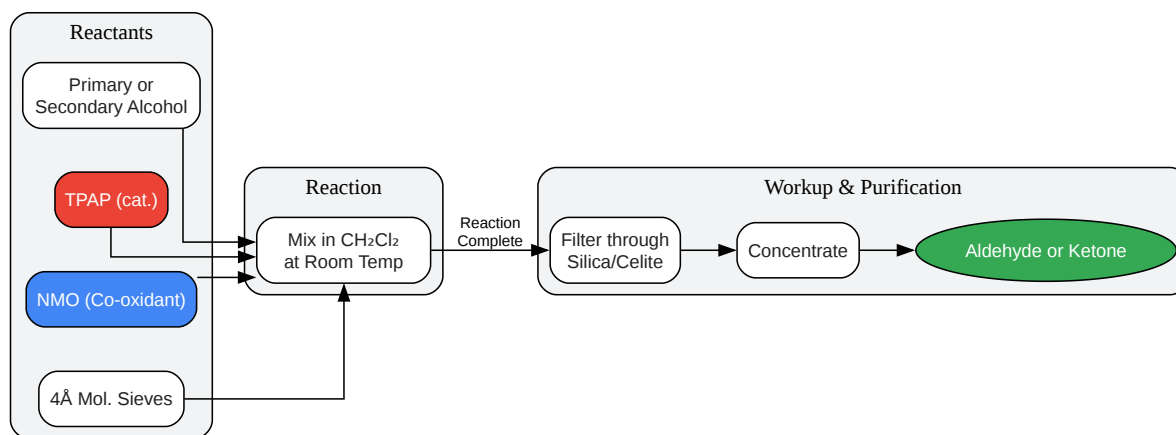 Reactants
Primary or
Secondary Alcohol
TPAP (cat.)
NMO (Co-oxidant)
4Å Mol. Sieves
Reaction
Mix in CH₂Cl₂
at Room Temp
Reaction
Complete
Workup & Purification
Filter through
Silica/Celite
Concentrate
Aldehyde or Ketone